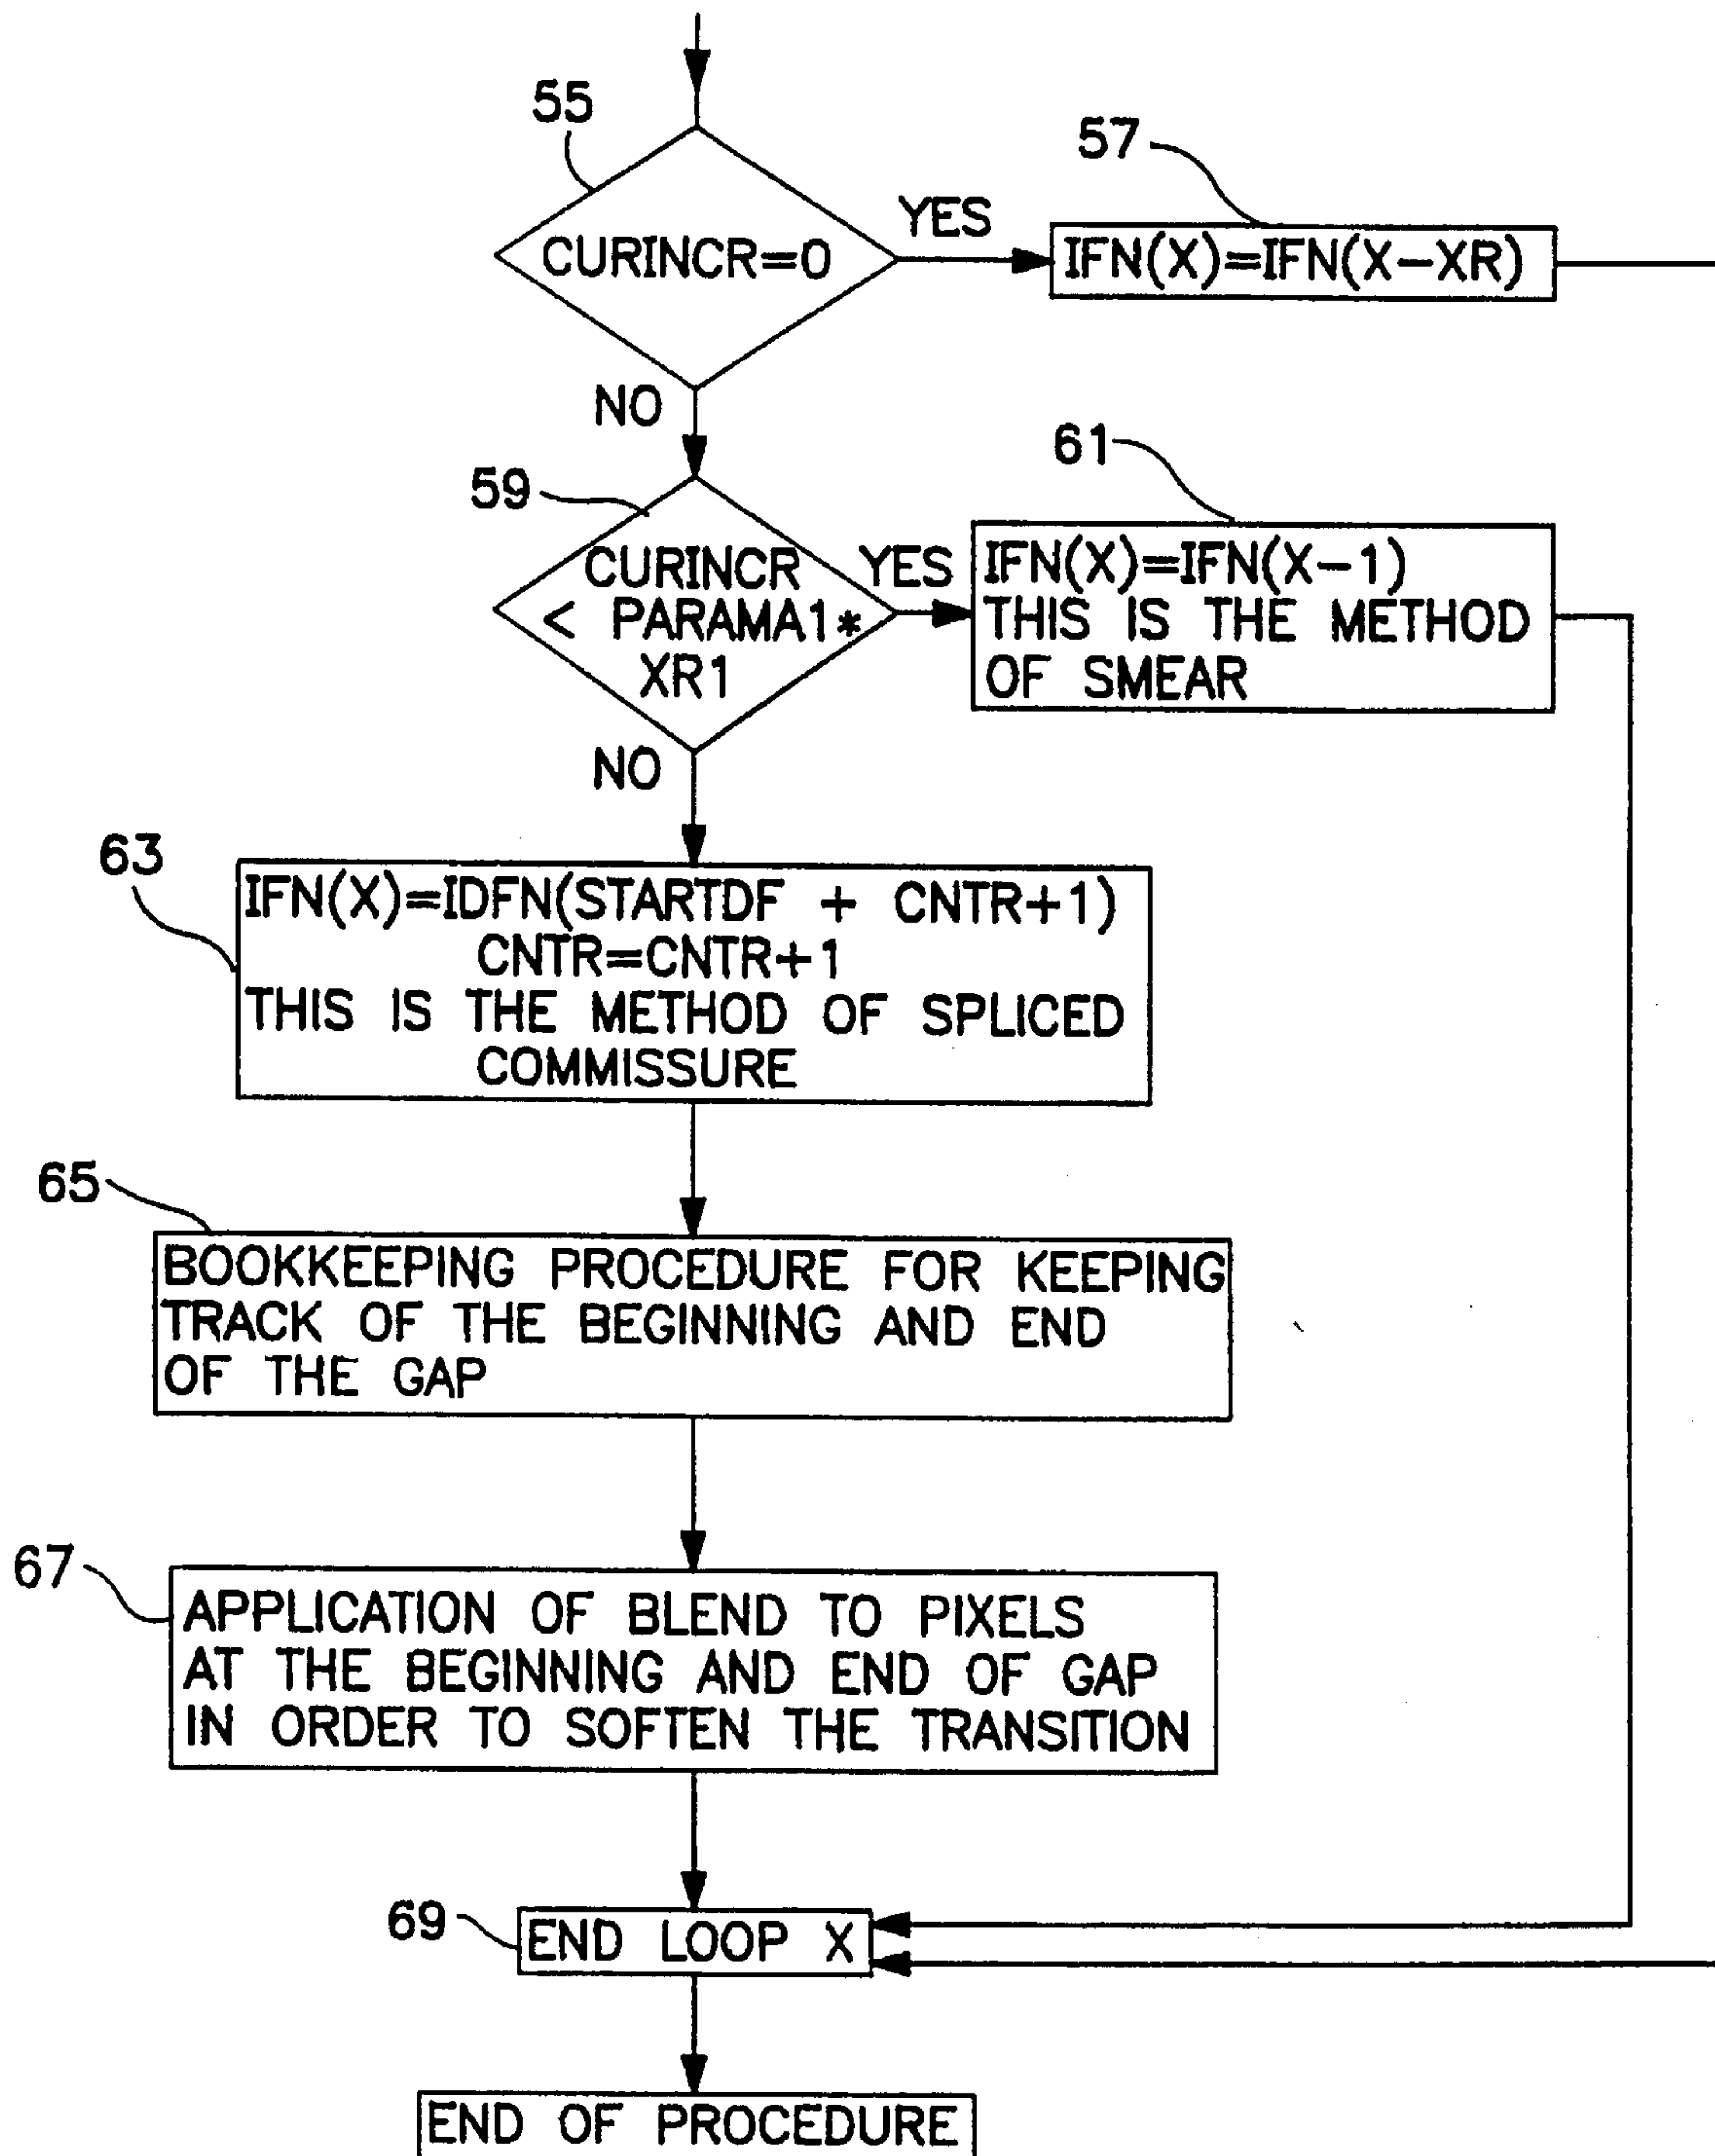 55
CURINCR=0
YES
57
IFN(X)=IFN(X-XR)
NO
59
CURINCR
< PARAMA1*
XR1
YES
61
IFN(X)=IFN(X-1)
THIS IS THE METHOD
OF SMEAR
NO
63
IFN(X)=IDFN(STARTDF + CNTR+1)
CNTR=CNTR+1
THIS IS THE METHOD OF SPLICED
COMMISSURE
65
BOOKKEEPING PROCEDURE FOR KEEPING
TRACK OF THE BEGINNING AND END
OF THE GAP
67
APPLICATION OF BLEND TO PIXELS
AT THE BEGINNING AND END OF GAP
IN ORDER TO SOFTEN THE TRANSITION
69
END LOOP X
END OF PROCEDURE